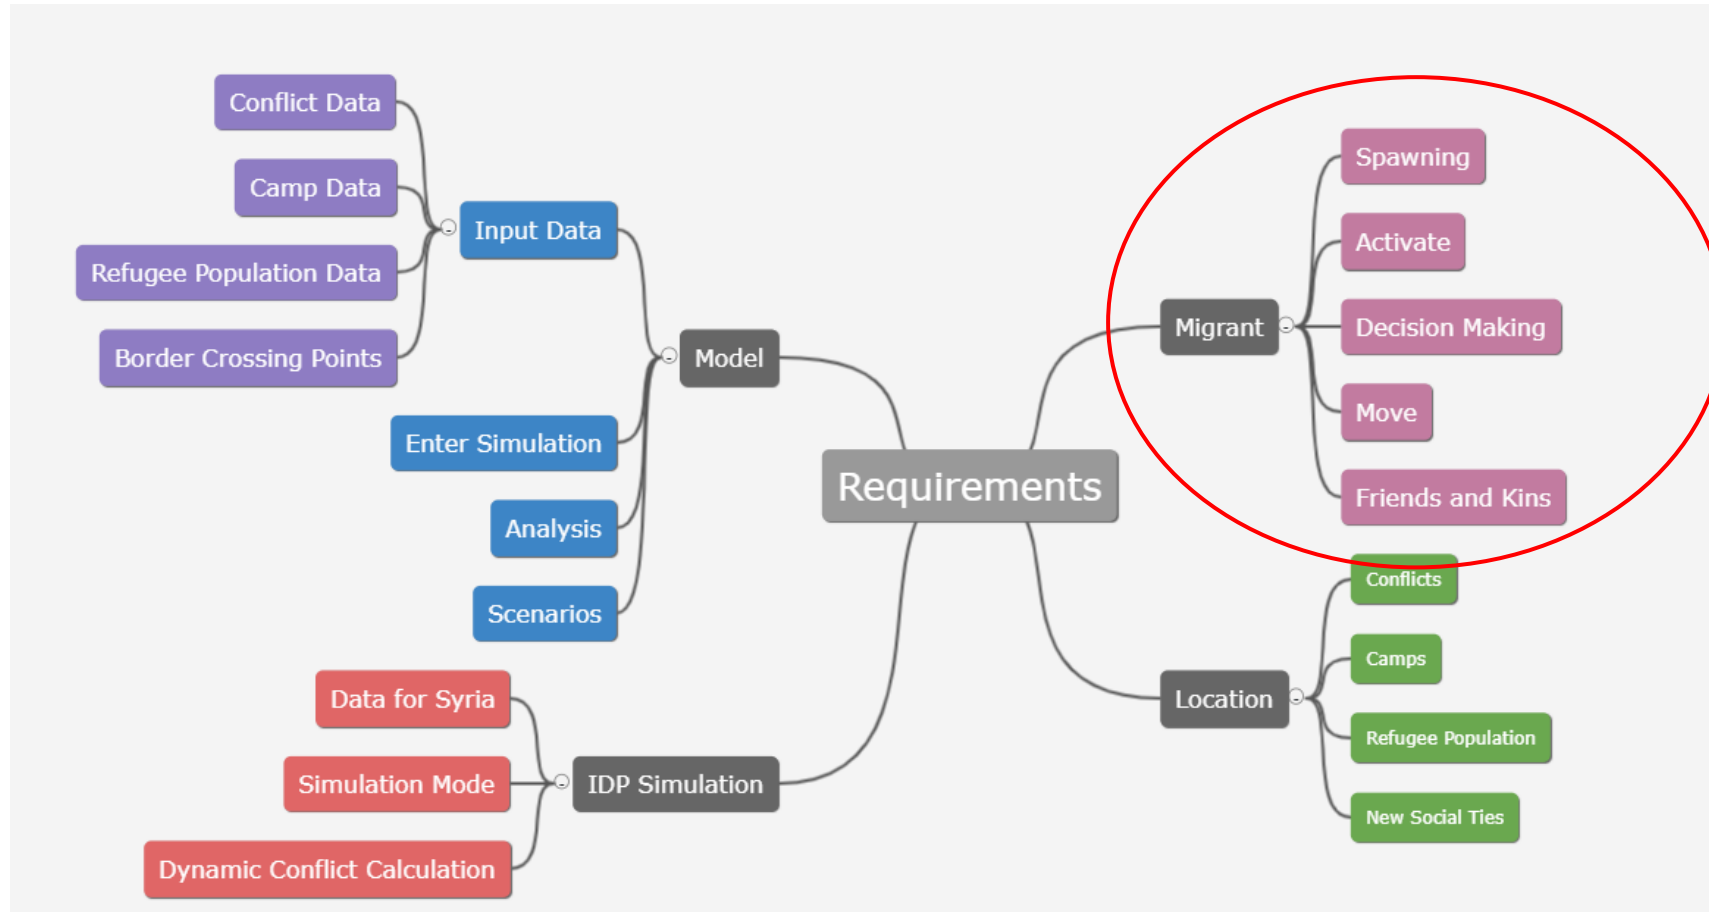 Conflict Data
Camp Data
Refugee Population Data
Border Crossing Points
Input Data
Enter Simulation
Analysis
Scenarios
Model
Data for Syria
Simulation Mode
Dynamic Conflict Calculation
IDP Simulation
Requirements
Migrant
Spawning
Activate
Decision Making
Move
Friends and Kins
Location
Conflicts
Camps
Refugee Population
New Social Ties